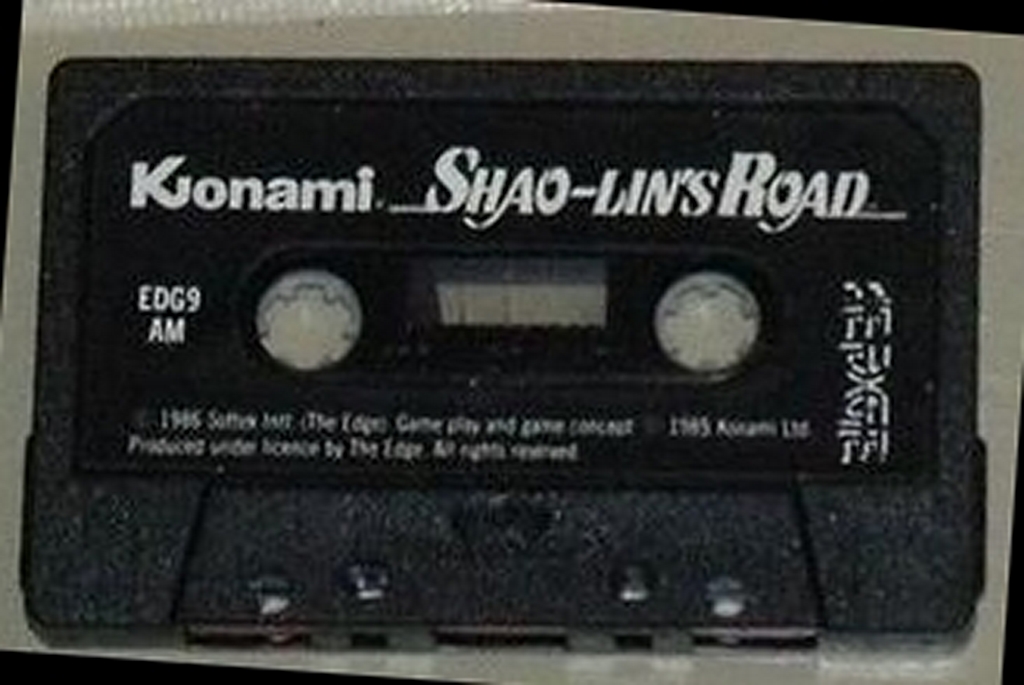 Konami SHAO-LIN'S ROAD
EDG9
AM
© 1986 Softek Intl (The Edge). Game play and game concept © 1985 Konami Ltd
Produced under licence by The Edge. All rights reserved.